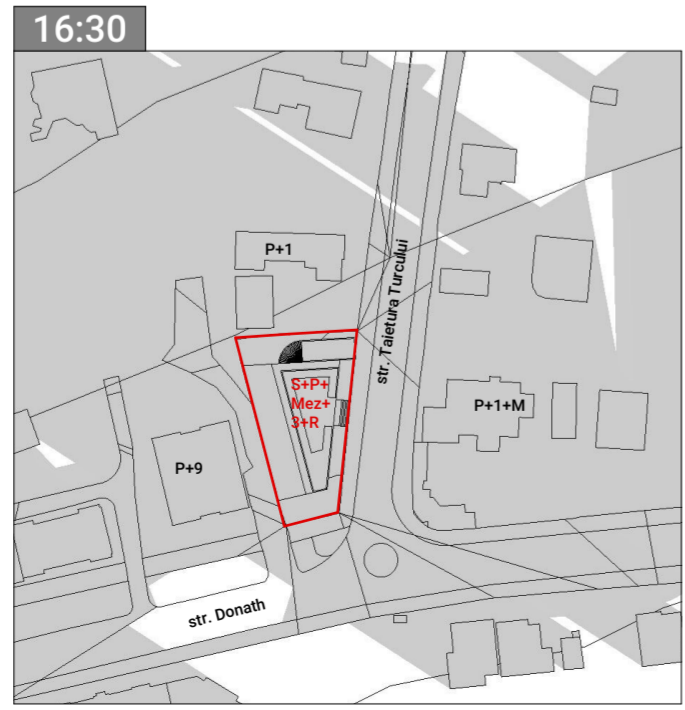 16:30
P+1
str. Taietura Turcului
S+P+
Mez+
3+R
P+1+M
P+9
str. Donath